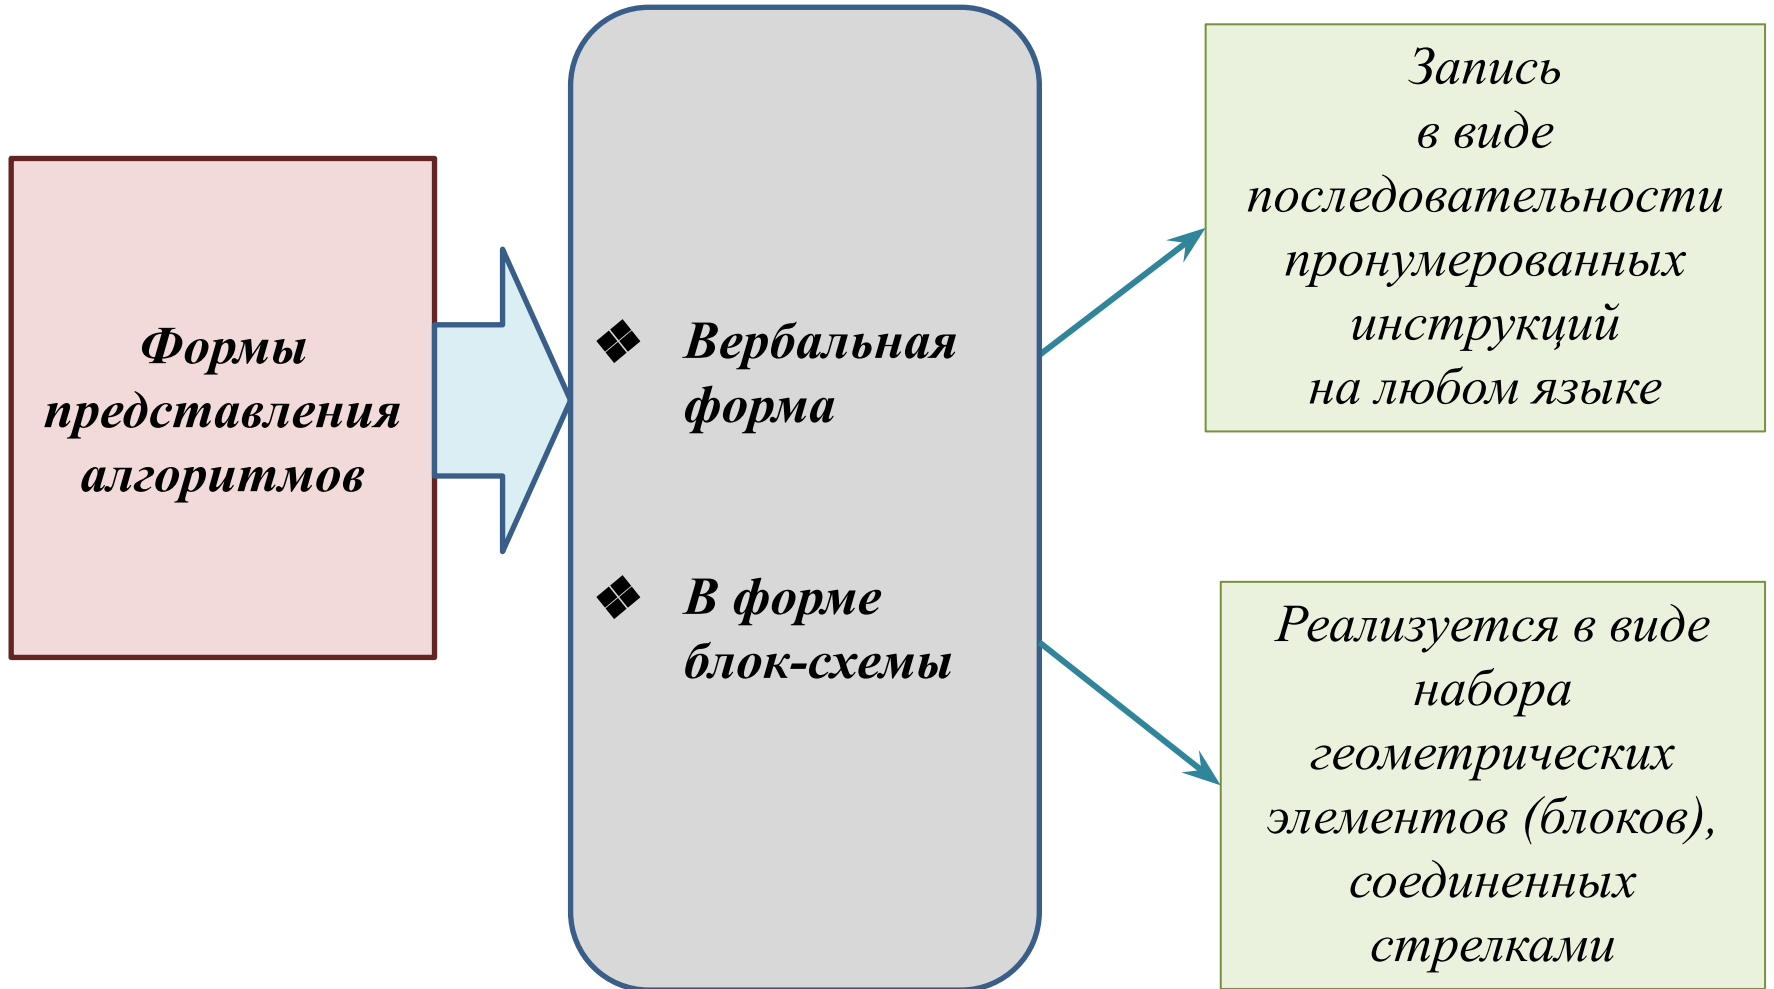 Формы
представления
алгоритмов
❖ Вербальная
форма
❖ В форме
блок-схемы
Запись
в виде
последовательности
пронумерованных
инструкций
на любом языке
Реализуется в виде
набора
геометрических
элементов (блоков),
соединенных
стрелками